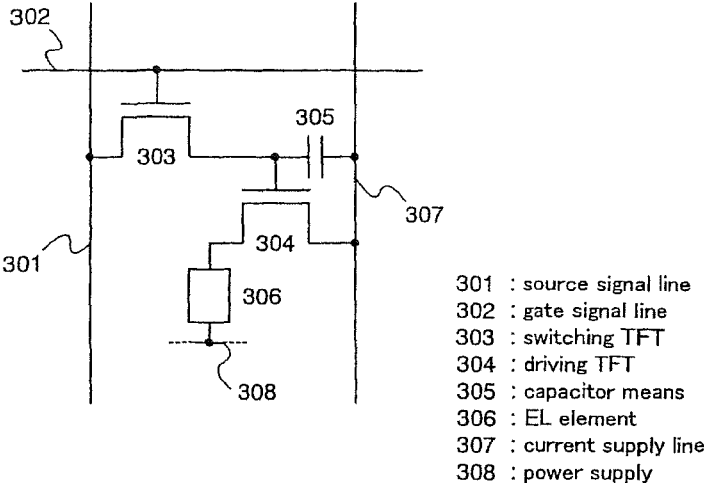 302
305
303
307
304
301
306
308
301 : source signal line
302 : gate signal line
303 : switching TFT
304 : driving TFT
305 : capacitor means
306 : EL element
307 : current supply line
308 : power supply